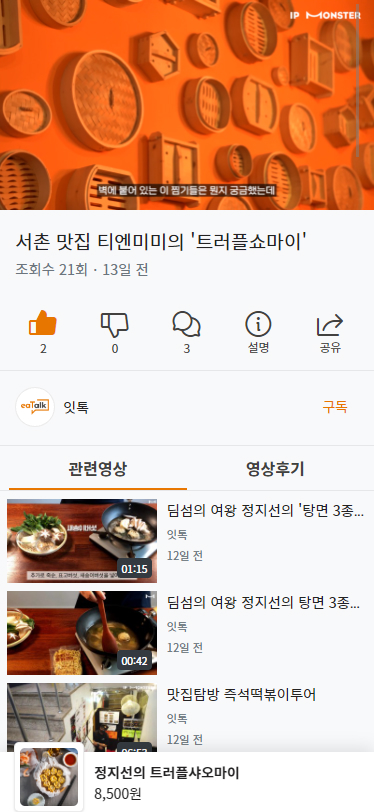 IP MONSTER
벽에 붙어 있는 이 찜기들은 뭔지 궁금했는데
서촌 맛집 티엔미미의 '트러플쇼마이'
조회수 21회 · 13일 전
2
0
3
설명
공유
eaTalk
잇톡
구독
관련영상
영상후기
딤섬의 여왕 정지선의 '탕면 3종...
잇톡
12일 전
01:15
딤섬의 여왕 정지선의 탕면 3종...
잇톡
12일 전
00:42
맛집탐방 즉석떡볶이투어
잇톡
12일 전
정지선의 트러플샤오마이
8,500원